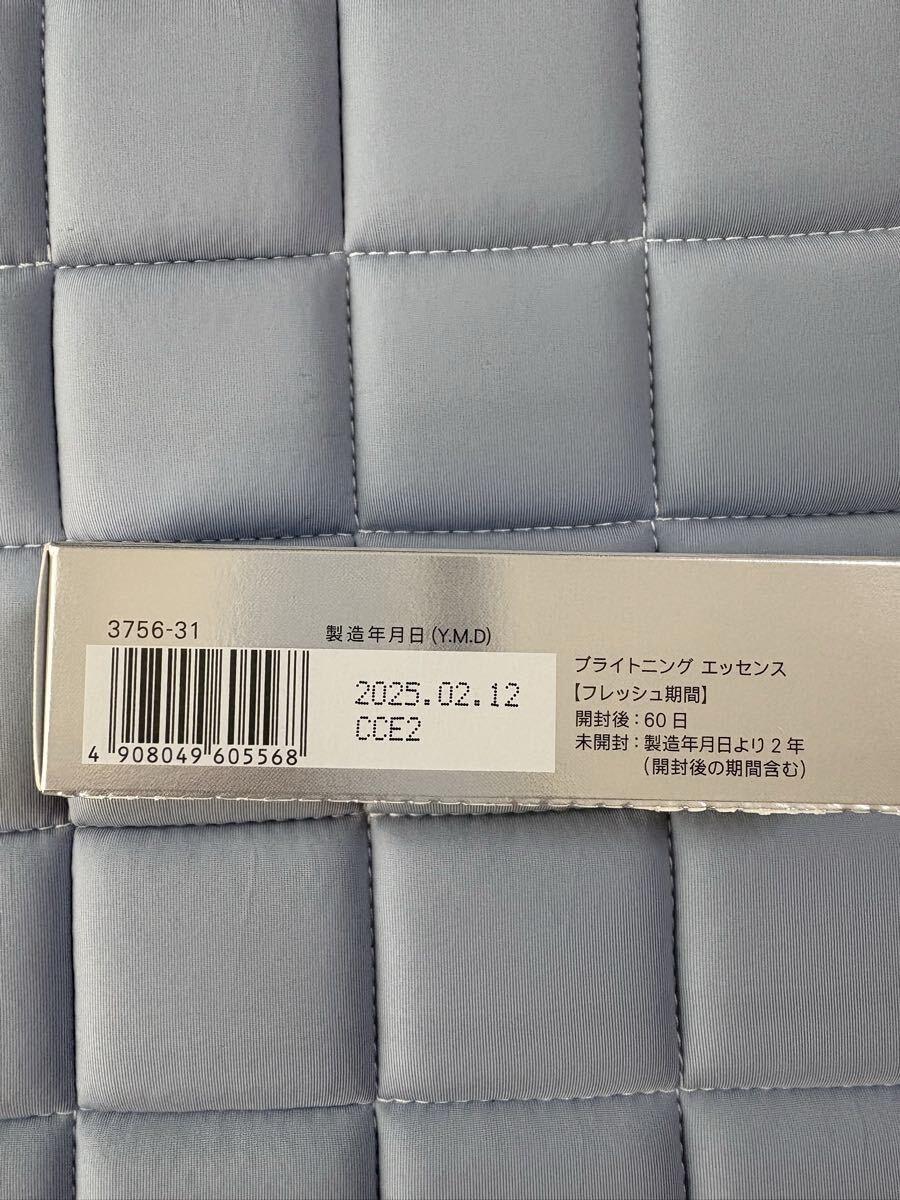 3756-31
製造年月日(Y.M.D)
2025.02.12
CCE2
4 908049 605568
ブライトニング エッセンス
【フレッシュ期間】
開封後：60日
未開封：製造年月日より2年
（開封後の期間含む）